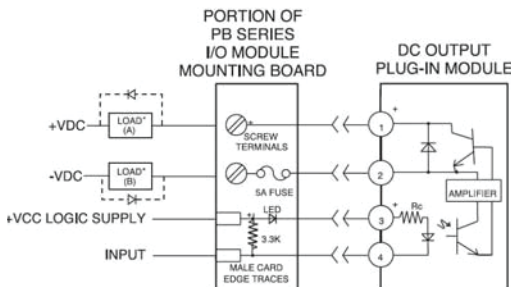 PORTION OF
PB SERIES
I/O MODULE
MOUNTING BOARD
DC OUTPUT
PLUG-IN MODULE
+VDC
LOAD*
(A)
+
SCREW
TERMINALS
+
1
-VDC
LOAD*
(B)
5A FUSE
2
AMPLIFIER
+VCC LOGIC SUPPLY
+
LED
+
3
Rc
3.3K
INPUT
4
MALE CARD
EDGE TRACES